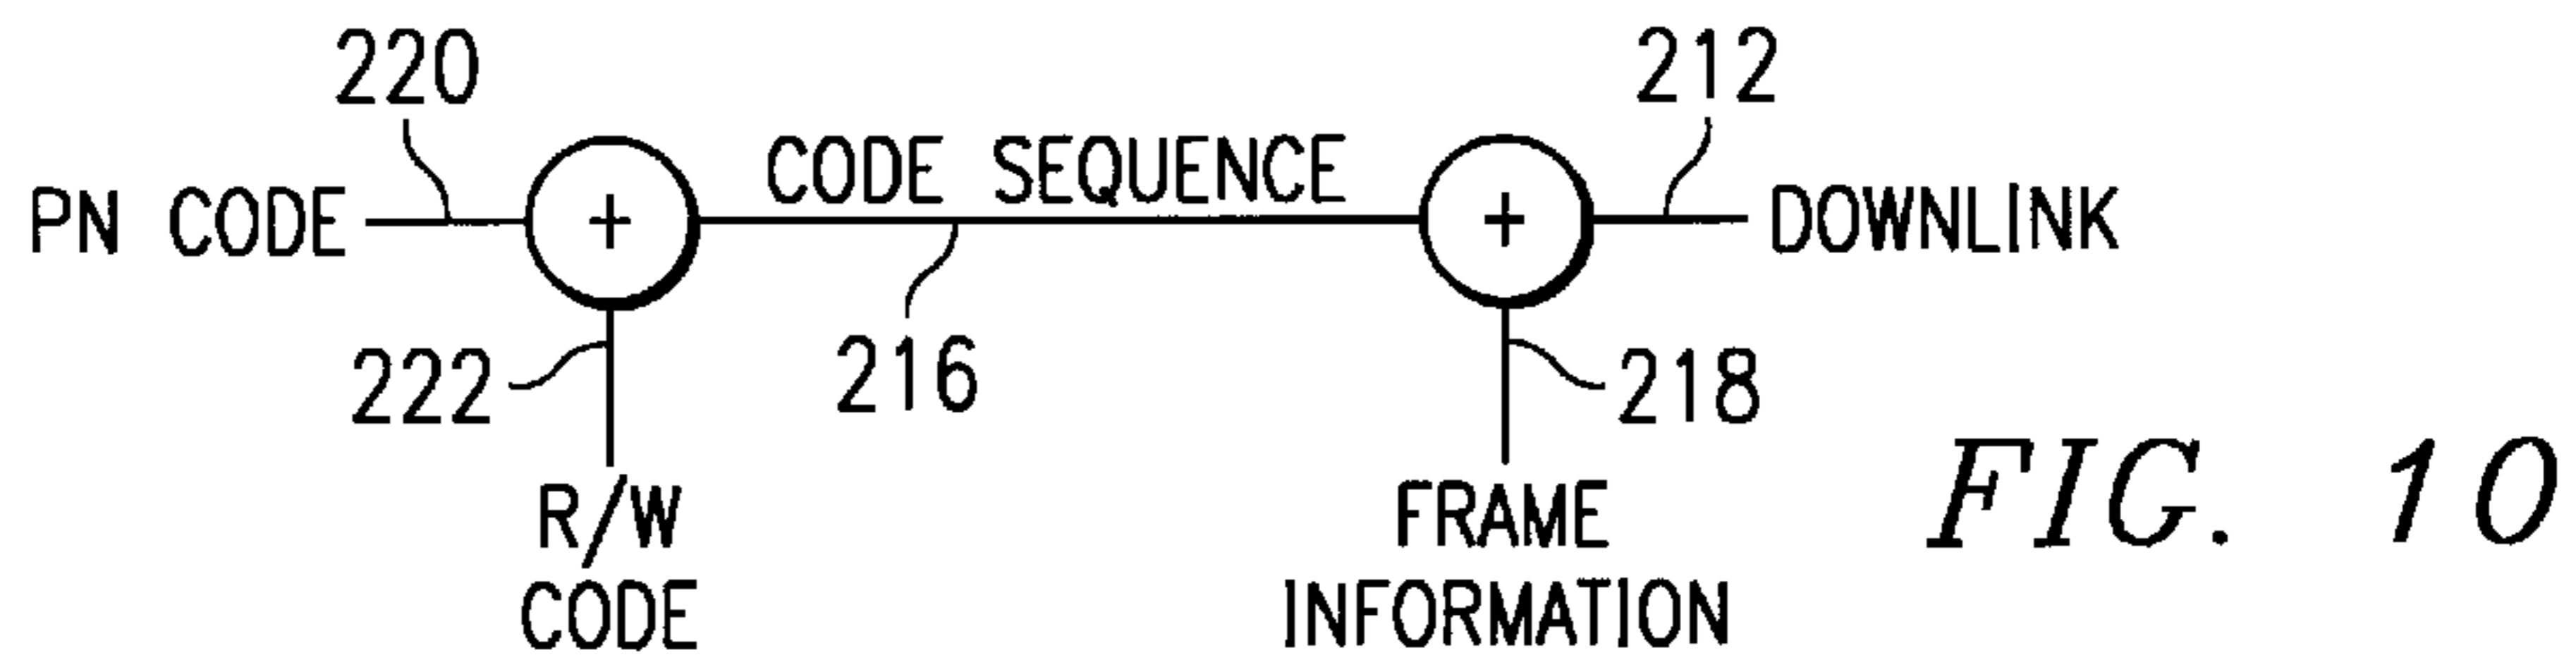 220
212
PN CODE
+
CODE SEQUENCE
+
DOWNLINK
222
216
218
R/W
CODE
FRAME
INFORMATION
FIG. 10